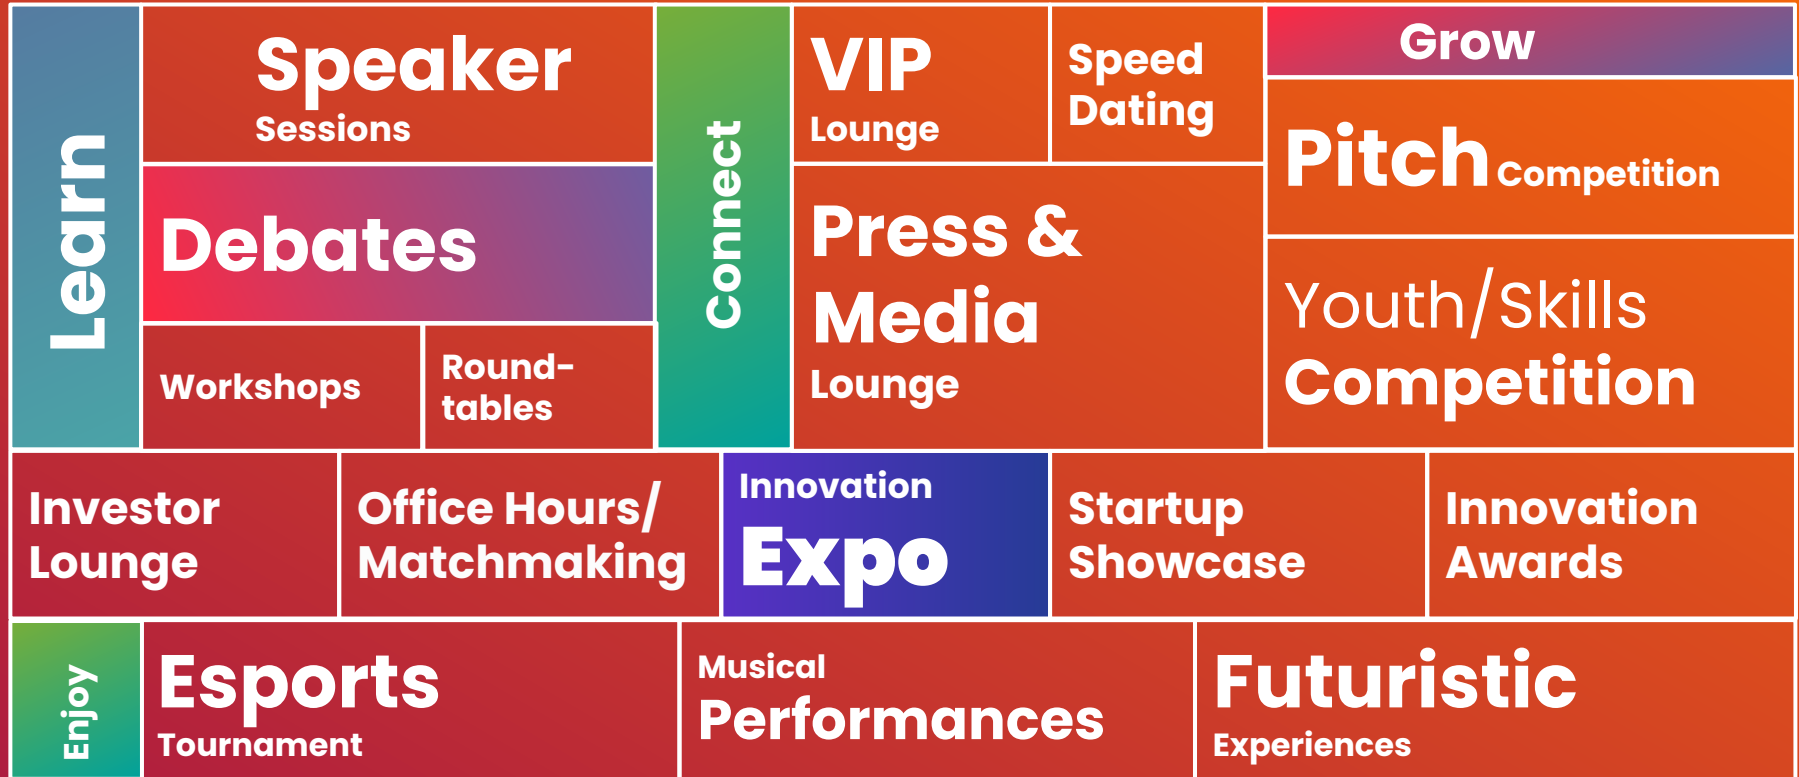 Learn
Speaker
Sessions
Debates
Workshops
Round-
tables
Connect
VIP
Lounge
Speed
Dating
Press &
Media
Lounge
Grow
Pitch Competition
Youth/Skills
Competition
Investor
Lounge
Office Hours/
Matchmaking
Innovation
Expo
Startup
Showcase
Innovation
Awards
Enjoy
Esports
Tournament
Musical
Performances
Futuristic
Experiences